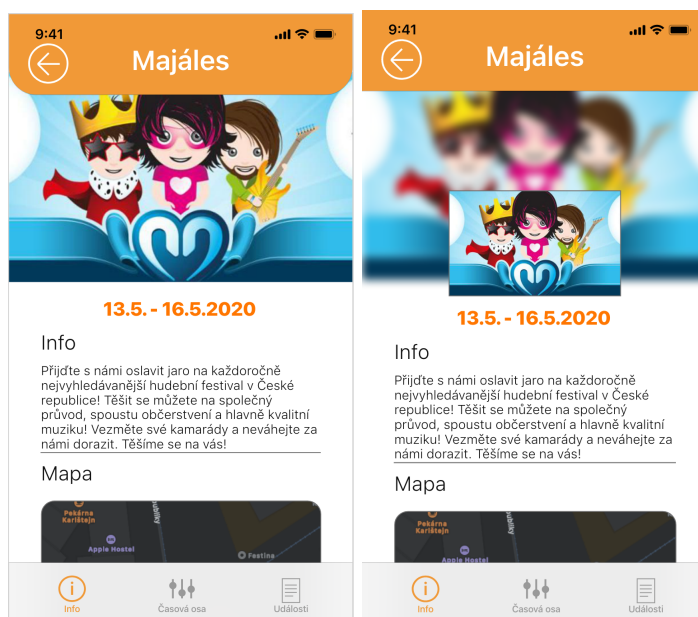 9:41
Majáles
13.5. - 16.5.2020
Info
Přijďte s námi oslavit jaro na každoročně
nejvyhledávanější hudební festival v České
republice! Těšit se můžete na společný
průvod, spoustu občerstvení a hlavně kvalitní
muziku! Vezměte své kamarády a neváhejte za
námi dorazit. Těšíme se na vás!
Mapa
Pekárna
Karlštejn
Apple Hostel
Festina
Info
Časová osa
Události
9:41
Majáles
13.5. - 16.5.2020
Info
Přijďte s námi oslavit jaro na každoročně
nejvyhledávanější hudební festival v České
republice! Těšit se můžete na společný
průvod, spoustu občerstvení a hlavně kvalitní
muziku! Vezměte své kamarády a neváhejte za
námi dorazit. Těšíme se na vás!
Mapa
Pekárna
Karlštejn
Apple Hostel
Info
Časová osa
Události